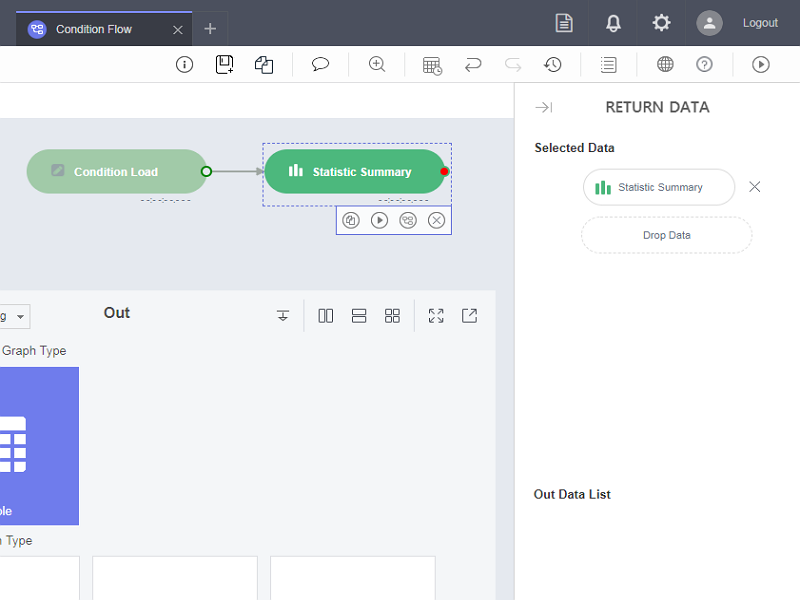 Condition Flow
Logout
RETURN DATA
Selected Data
Condition Load
Statistic Summary
--:--:--.---
--:--:--.---
Statistic Summary
Drop Data
g
Out
Graph Type
ole
Type
Out Data List